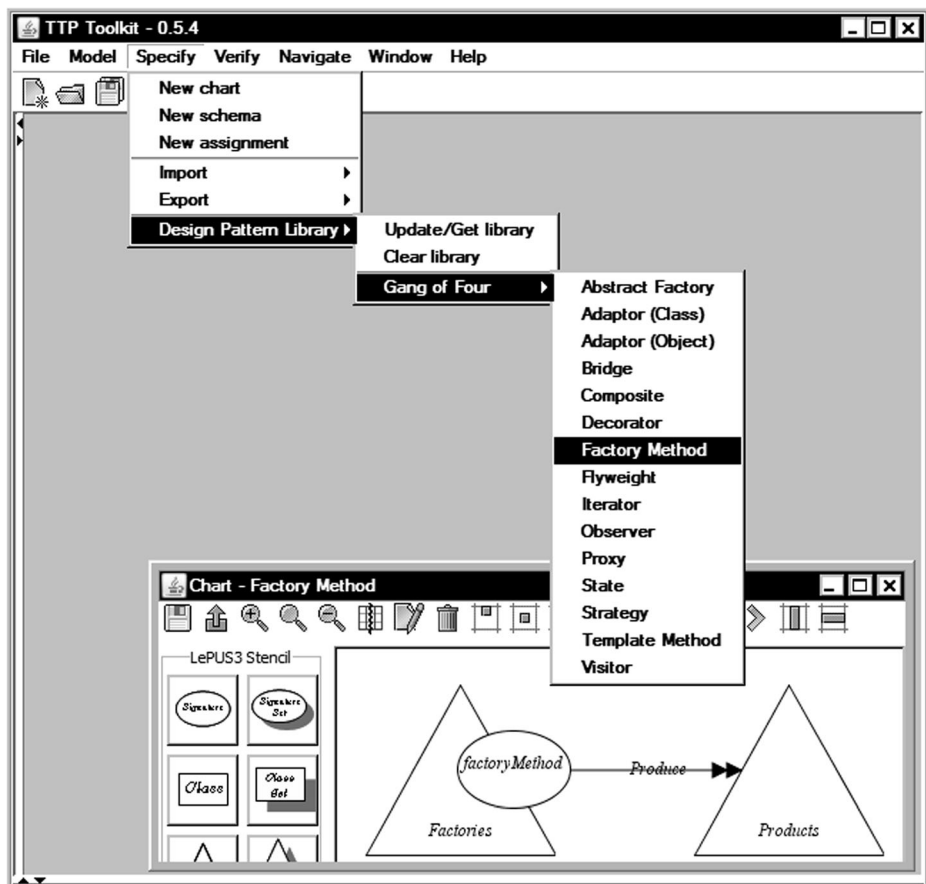 TTP Toolkit - 0.5.4
File Model Specify Verify Navigate Window Help
New chart
New schema
New assignment
Import
Export
Design Pattern Library
Update/Get library
Clear library
Gang of Four
Abstract Factory
Adaptor (Class)
Adaptor (Object)
Bridge
Composite
Decorator
Factory Method
Flyweight
Iterator
Observer
Proxy
State
Strategy
Template Method
Visitor
Chart - Factory Method
LePUS3 Stencil
Signature
Signature
Set
Class
Class
Set
factoryMethod
Produce
Factories
Products